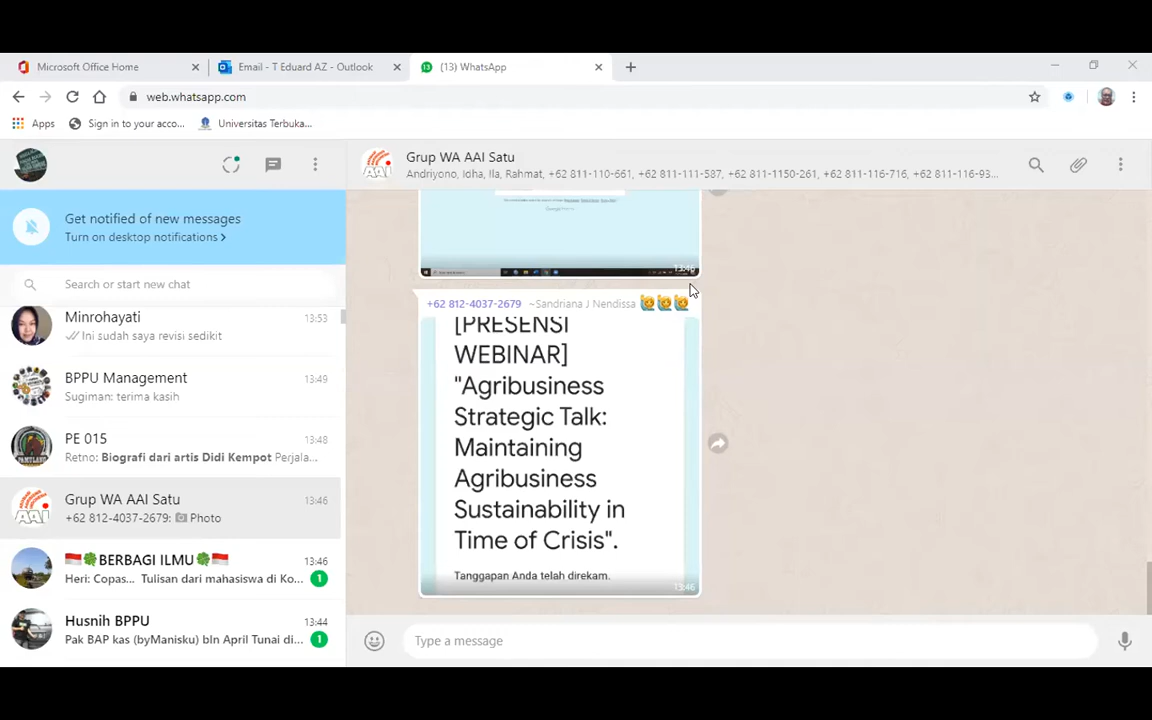 Microsoft Office Home
Email - T Eduard AZ - Outlook
(13) WhatsApp
web.whatsapp.com
Apps
Sign in to your acco...
Universitas Terbuka...
Grup WA AAI Satu
Andriyono, Idha, Ila, Rahmat, +62 811-110-661, +62 811-111-587, +62 811-1150-261, +62 811-116-716, +62 811-116-93...
Get notified of new messages
Turn on desktop notifications >
Search or start new chat
Minrohayati 13:53
Ini sudah saya revisi sedikit
BPPU Management 13:49
Sugiman: terima kasih
PE 015 13:48
Retno: Biografi dari artis Didi Kempot Perjala...
Grup WA AAI Satu 13:46
+62 812-4037-2679: Photo
BERBAGI ILMU 13:46
Heri: Copas... Tulisan dari mahasiswa di Ko... 1
Husnih BPPU 13:44
Pak BAP kas (byManisku) bln April Tunai di... 1
13:46
+62 812-4037-2679 ~Sandriana J Nendissa
[PRESENSI
WEBINAR]
"Agribusiness
Strategic Talk:
Maintaining
Agribusiness
Sustainability in
Time of Crisis".
Tanggapan Anda telah direkam.
13:46
Type a message